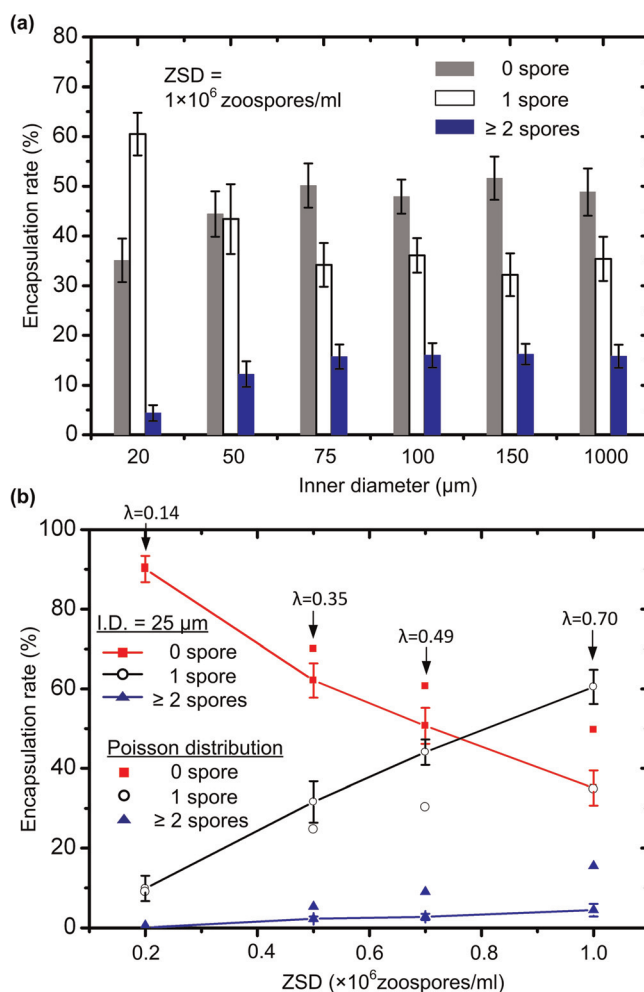 (a)
80
70
60
50
40
30
20
10
0
Encapsulation rate (%)
ZSD =
1×10⁶ zoospores/ml
0 spore
1 spore
≥ 2 spores
20 50 75 100 150 1000
Inner diameter (μm)
(b)
100
80
60
40
20
0
Encapsulation rate (%)
λ=0.14
λ=0.35
λ=0.49
λ=0.70
I.D. = 25 μm
0 spore
1 spore
≥ 2 spores
Poisson distribution
0 spore
1 spore
≥ 2 spores
0.2 0.4 0.6 0.8 1.0
ZSD (×10⁶zoospores/ml)